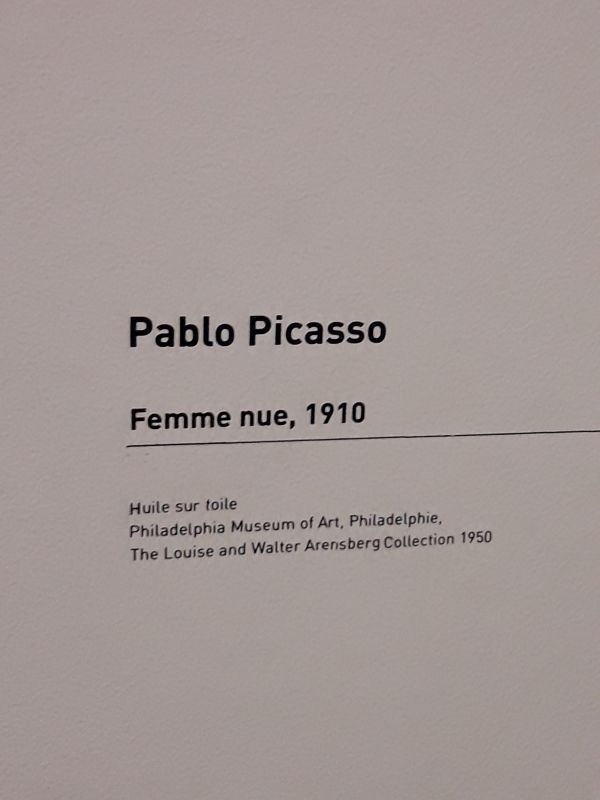 Pablo Picasso
Femme nue, 1910
Huile sur toile
Philadelphia Museum of Art, Philadelphie,
The Louise and Walter Arensberg Collection 1950